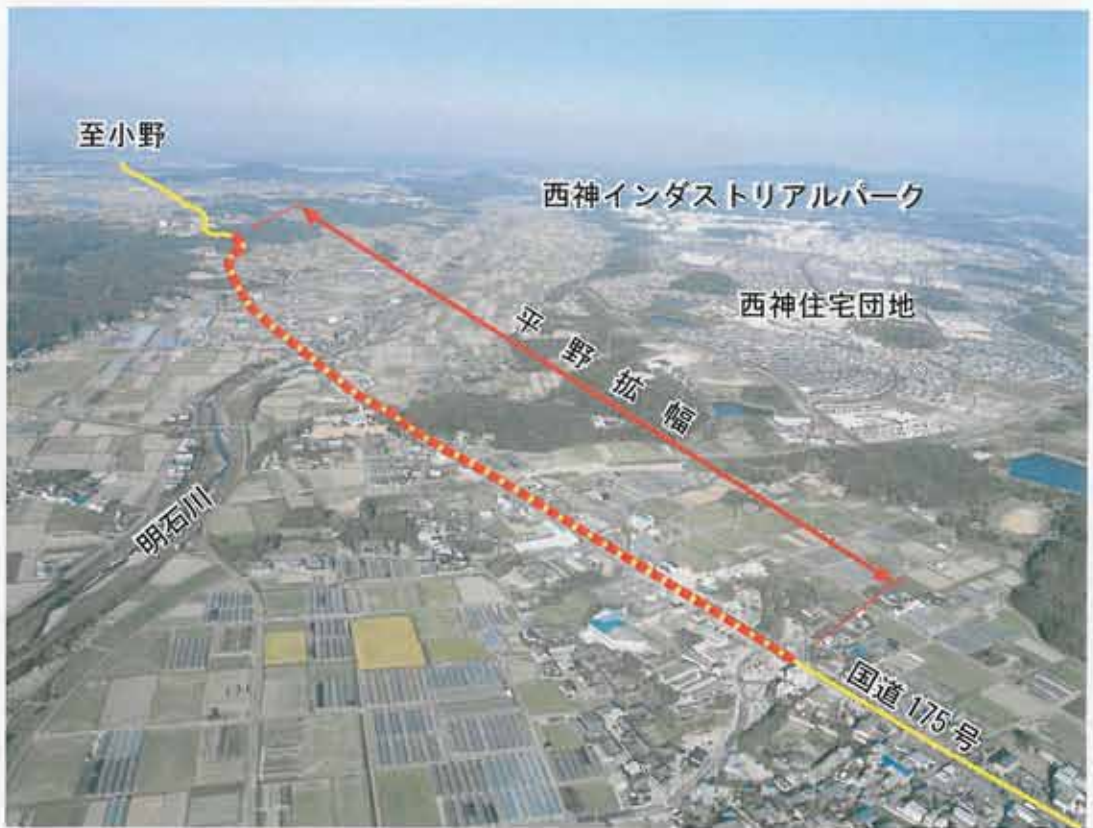 至小野
西神インダストリアルパーク
西神住宅団地
平野拡幅
明石川
国道175号